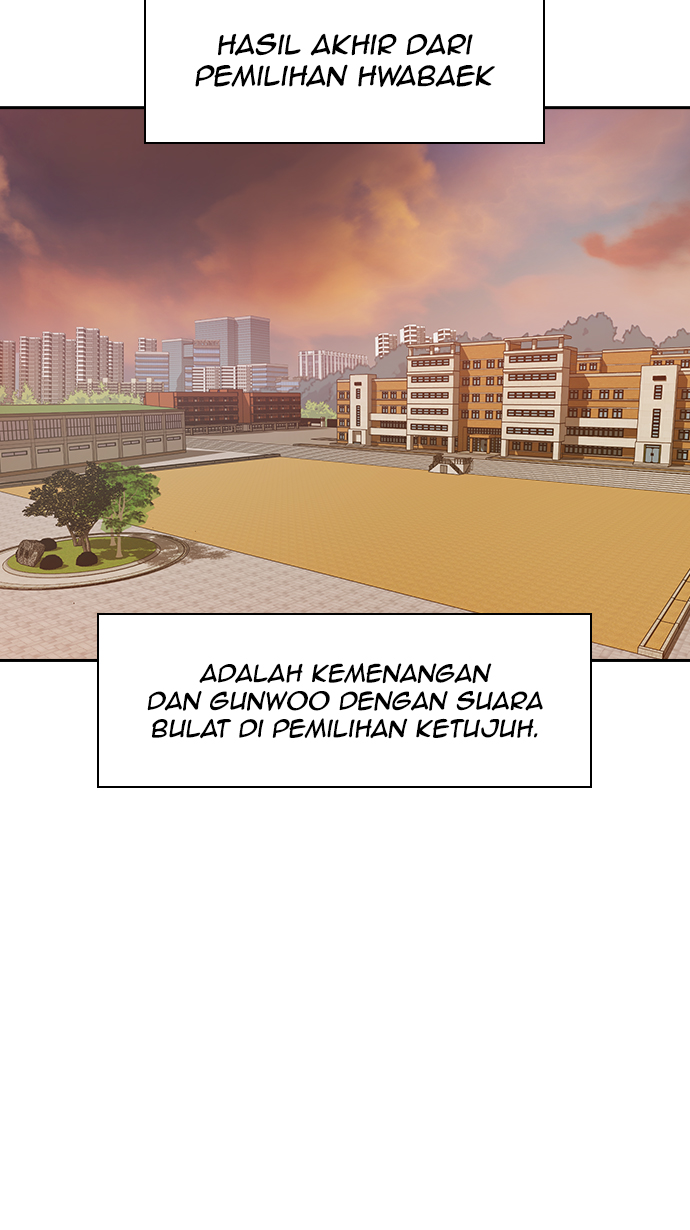 HASIL AKHIR DARI
PEMILIHAN HWABAEK
ADALAH KEMENANGAN
DAN GUNWOO DENGAN SUARA
BULAT DI PEMILIHAN KETUJUH.